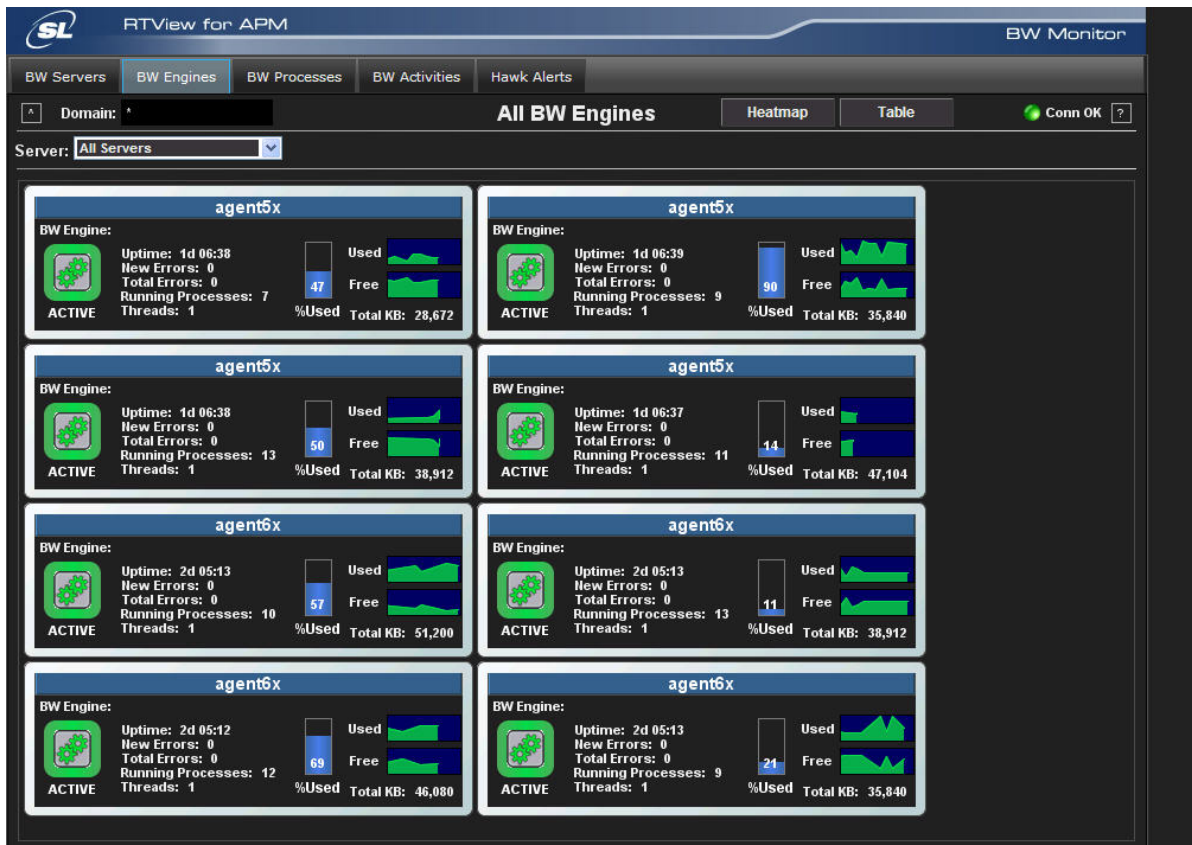 SL RTView for APM
BW Monitor
BW Servers BW Engines BW Processes BW Activities Hawk Alerts
^ Domain: * All BW Engines Heatmap Table Conn OK ?
Server: All Servers
agent5x
BW Engine:
Uptime: 1d 06:38
New Errors: 0
Total Errors: 0
Running Processes: 7
Threads: 1
ACTIVE
47
%Used
Used
Free
Total KB: 28,672
agent5x
BW Engine:
Uptime: 1d 06:39
New Errors: 0
Total Errors: 0
Running Processes: 9
Threads: 1
ACTIVE
90
%Used
Used
Free
Total KB: 35,840
agent5x
BW Engine:
Uptime: 1d 06:38
New Errors: 0
Total Errors: 0
Running Processes: 13
Threads: 1
ACTIVE
50
%Used
Used
Free
Total KB: 38,912
agent5x
BW Engine:
Uptime: 1d 06:37
New Errors: 0
Total Errors: 0
Running Processes: 11
Threads: 1
ACTIVE
14
%Used
Used
Free
Total KB: 47,104
agent6x
BW Engine:
Uptime: 2d 05:13
New Errors: 0
Total Errors: 0
Running Processes: 10
Threads: 1
ACTIVE
57
%Used
Used
Free
Total KB: 51,200
agent6x
BW Engine:
Uptime: 2d 05:13
New Errors: 0
Total Errors: 0
Running Processes: 13
Threads: 1
ACTIVE
11
%Used
Used
Free
Total KB: 38,912
agent6x
BW Engine:
Uptime: 2d 05:12
New Errors: 0
Total Errors: 0
Running Processes: 12
Threads: 1
ACTIVE
69
%Used
Used
Free
Total KB: 46,080
agent6x
BW Engine:
Uptime: 2d 05:13
New Errors: 0
Total Errors: 0
Running Processes: 9
Threads: 1
ACTIVE
21
%Used
Used
Free
Total KB: 35,840